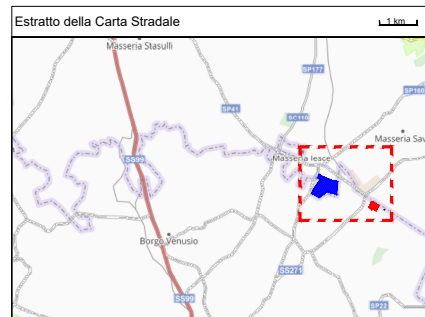 Estratto della Carta Stradale
1 km
Masseria Stasulli
SP177
SP160
SP41
SC110
Masseria Sav
SS99
Masseria Iesce
Borgo Venusio
SS271
SS99
SP22